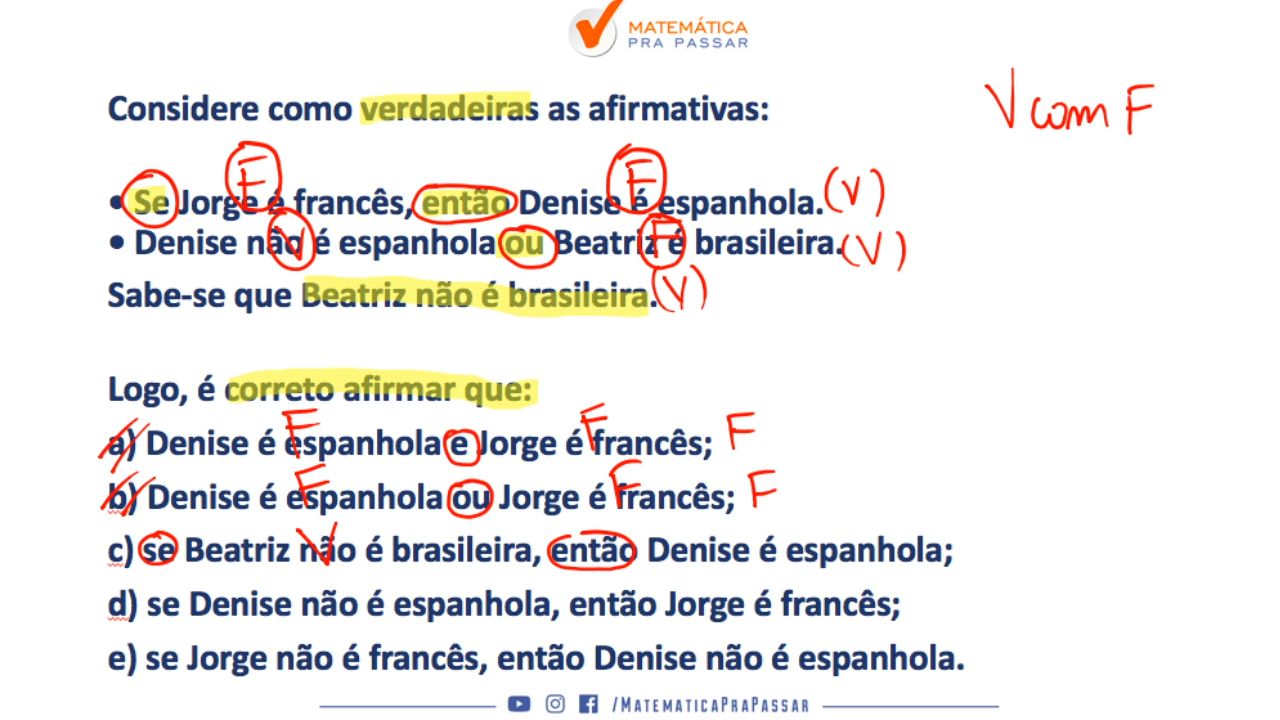 MATEMÁTICA
PRA PASSAR
Considere como verdadeiras as afirmativas:
V com F
F F
• Se Jorge é francês, então Denise é espanhola. (V)
V F
• Denise não é espanhola ou Beatriz é brasileira. (V)
Sabe-se que Beatriz não é brasileira. (V)
Logo, é correto afirmar que:
F F F
a) Denise é espanhola e Jorge é francês;
F F F
b) Denise é espanhola ou Jorge é francês;
V
c) se Beatriz não é brasileira, então Denise é espanhola;
d) se Denise não é espanhola, então Jorge é francês;
e) se Jorge não é francês, então Denise não é espanhola.
/MATEMATICAPRAPASSAR